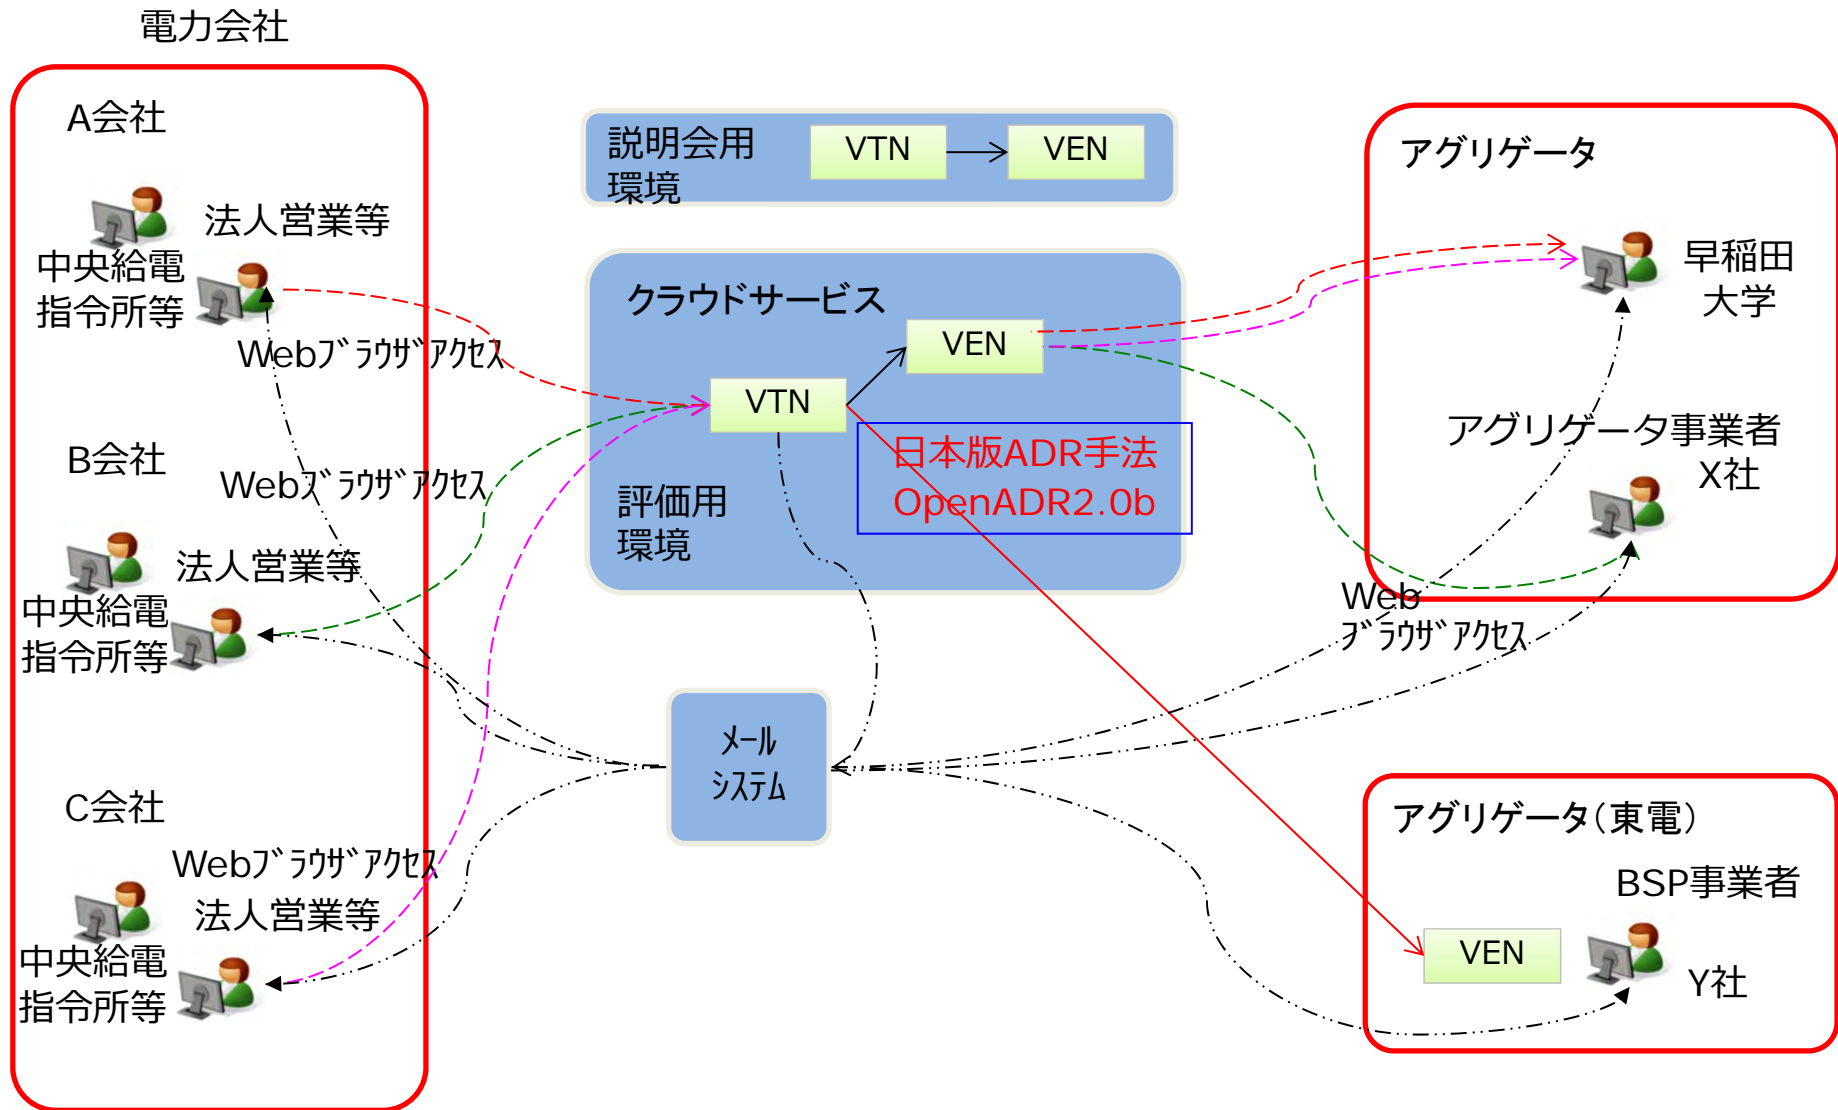 電力会社
A会社
法人営業等
中央給電
指令所等
Webﾌﾞﾗｳｻﾞｱｸｾｽ
B会社
Webﾌﾞﾗｳｻﾞｱｸｾｽ
法人営業等
中央給電
指令所等
C会社
Webﾌﾞﾗｳｻﾞｱｸｾｽ
法人営業等
中央給電
指令所等
説明会用
環境
VTN
VEN
クラウドサービス
VEN
VTN
日本版ADR手法
OpenADR2.0b
評価用
環境
ﾒｰﾙ
ｼｽﾃﾑ
アグリゲータ
早稲田
大学
アグリゲータ事業者
X社
Web
ﾌﾞﾗｳｻﾞｱｸｾｽ
アグリゲータ（東電）
BSP事業者
VEN
Y社